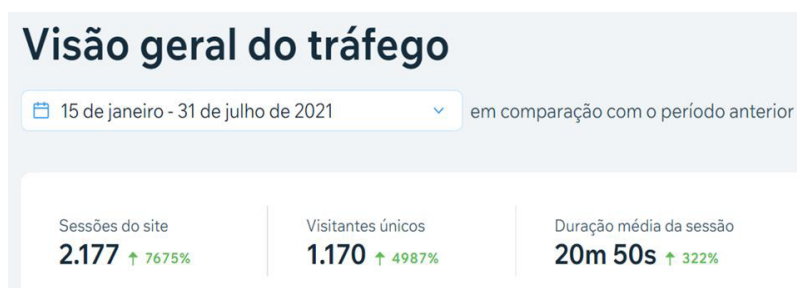 Visão geral do tráfego
15 de janeiro - 31 de julho de 2021 em comparação com o período anterior
Sessões do site Visitantes únicos Duração média da sessão
2.177 ↑ 7675% 1.170 ↑ 4987% 20m 50s ↑ 322%